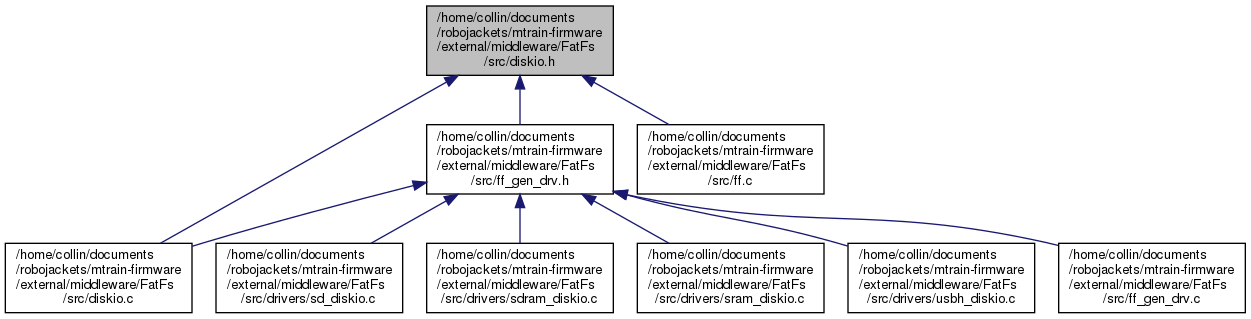 /home/collin/documents
/robojackets/mtrain-firmware
/external/middleware/FatFs
/src/diskio.h
/home/collin/documents
/robojackets/mtrain-firmware
/external/middleware/FatFs
/src/ff_gen_drv.h
/home/collin/documents
/robojackets/mtrain-firmware
/external/middleware/FatFs
/src/ff.c
/home/collin/documents
/robojackets/mtrain-firmware
/external/middleware/FatFs
/src/diskio.c
/home/collin/documents
/robojackets/mtrain-firmware
/external/middleware/FatFs
/src/drivers/sd_diskio.c
/home/collin/documents
/robojackets/mtrain-firmware
/external/middleware/FatFs
/src/drivers/sdram_diskio.c
/home/collin/documents
/robojackets/mtrain-firmware
/external/middleware/FatFs
/src/drivers/sram_diskio.c
/home/collin/documents
/robojackets/mtrain-firmware
/external/middleware/FatFs
/src/drivers/usbh_diskio.c
/home/collin/documents
/robojackets/mtrain-firmware
/external/middleware/FatFs
/src/ff_gen_drv.c